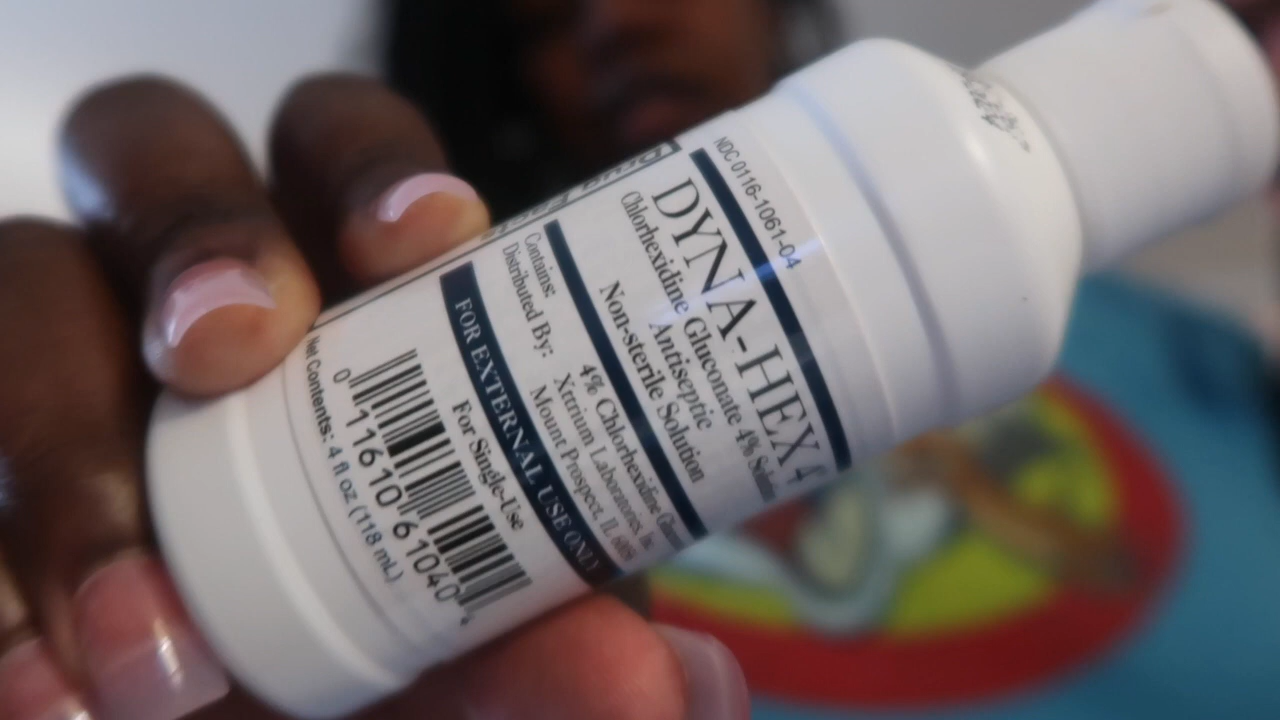 NDC 0116-1061-04
DYNA-HEX 4
Chlorhexidine Gluconate 4%
Antiseptic
Non-sterile Solution
Contains: 4% Chlorhexidine
Distributed By: Xttrium Laboratories, Inc
Mount Prospect, IL
FOR EXTERNAL USE ONLY
For Single-Use
0 11610 61040
Net Contents: 4 fl oz (118 mL)